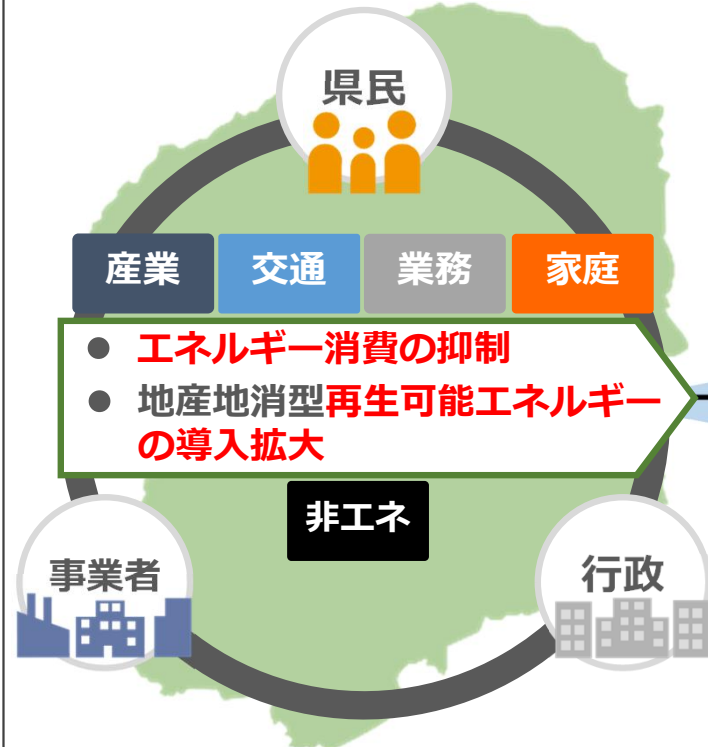 県民
産業
交通
業務
家庭
● エネルギー消費の抑制
● 地産地消型再生可能エネルギー
の導入拡大
非エネ
事業者
行政